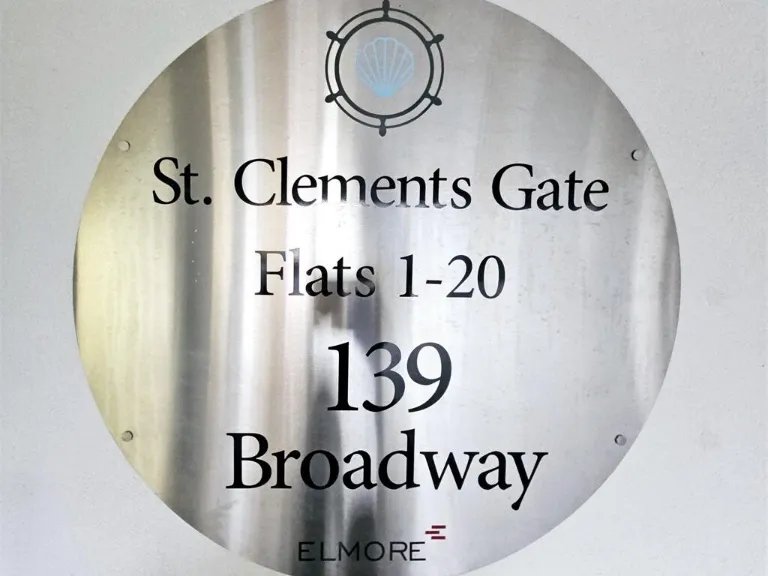 St. Clements Gate
Flats 1-20
139
Broadway
ELMORE